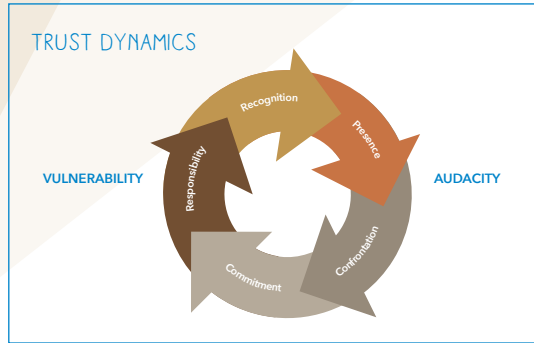 TRUST DYNAMICS
Recognition
Presence
Responsibility
VULNERABILITY
AUDACITY
Confrontation
Commitment